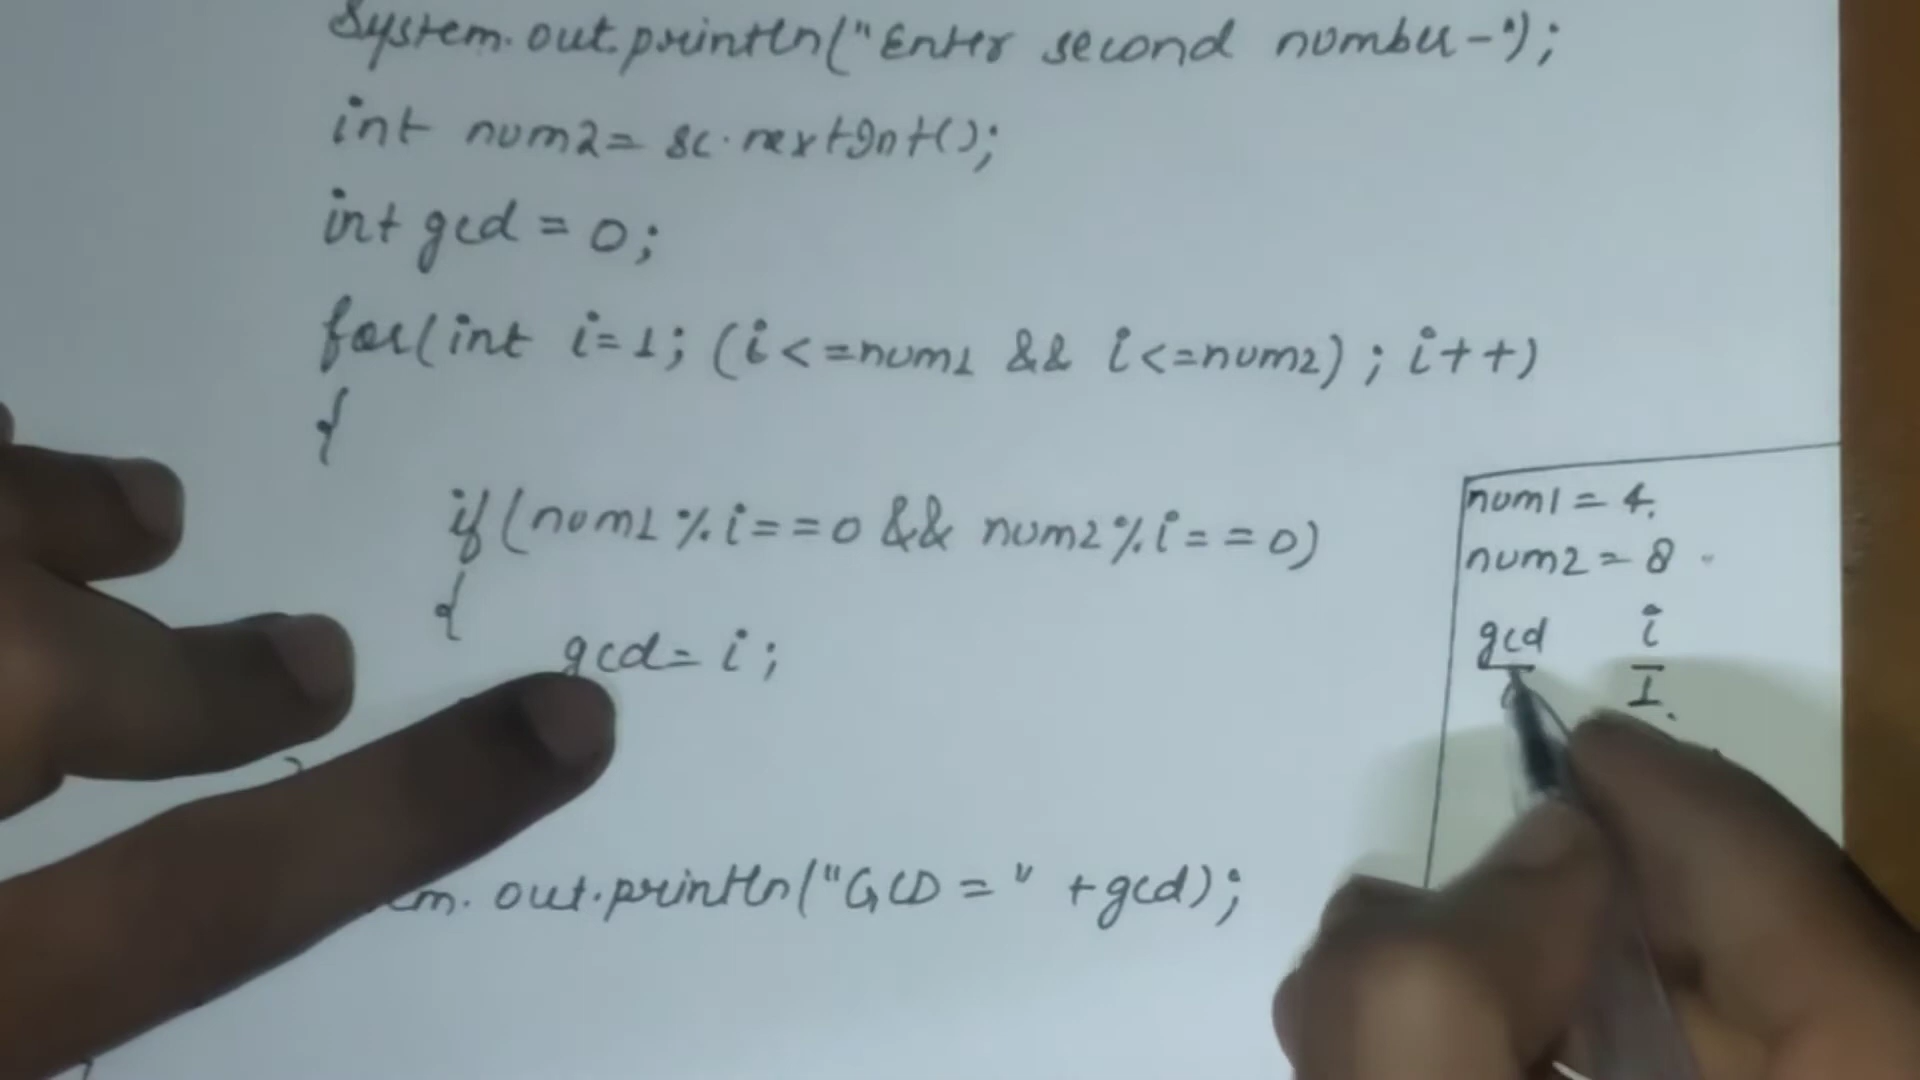 System.out.println("Enter second number-");
int num2= sc.nextInt();
int gcd = 0;
for(int i=1; (i<=num1 && i<=num2) ; i++)
{
if(num1%i==0 && num2%i==0)
{
gcd= i;
em. out.println("GCD = " +gcd);
num1 = 4.
num2 = 8
gcd i
1.